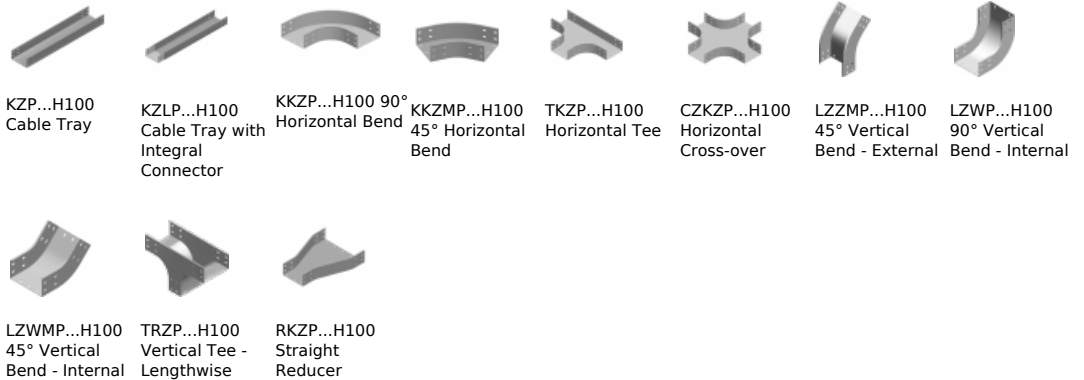 KZP...H100
Cable Tray
KZLP...H100
Cable Tray with
Integral
Connector
KKZP...H100 90°
Horizontal Bend
KKZMP...H100
45° Horizontal
Bend
TKZP...H100
Horizontal Tee
CZKZP...H100
Horizontal
Cross-over
LZZMP...H100
45° Vertical
Bend - External
LZWP...H100
90° Vertical
Bend - Internal
LZWMP...H100
45° Vertical
Bend - Internal
TRZP...H100
Vertical Tee -
Lengthwise
RKZP...H100
Straight
Reducer